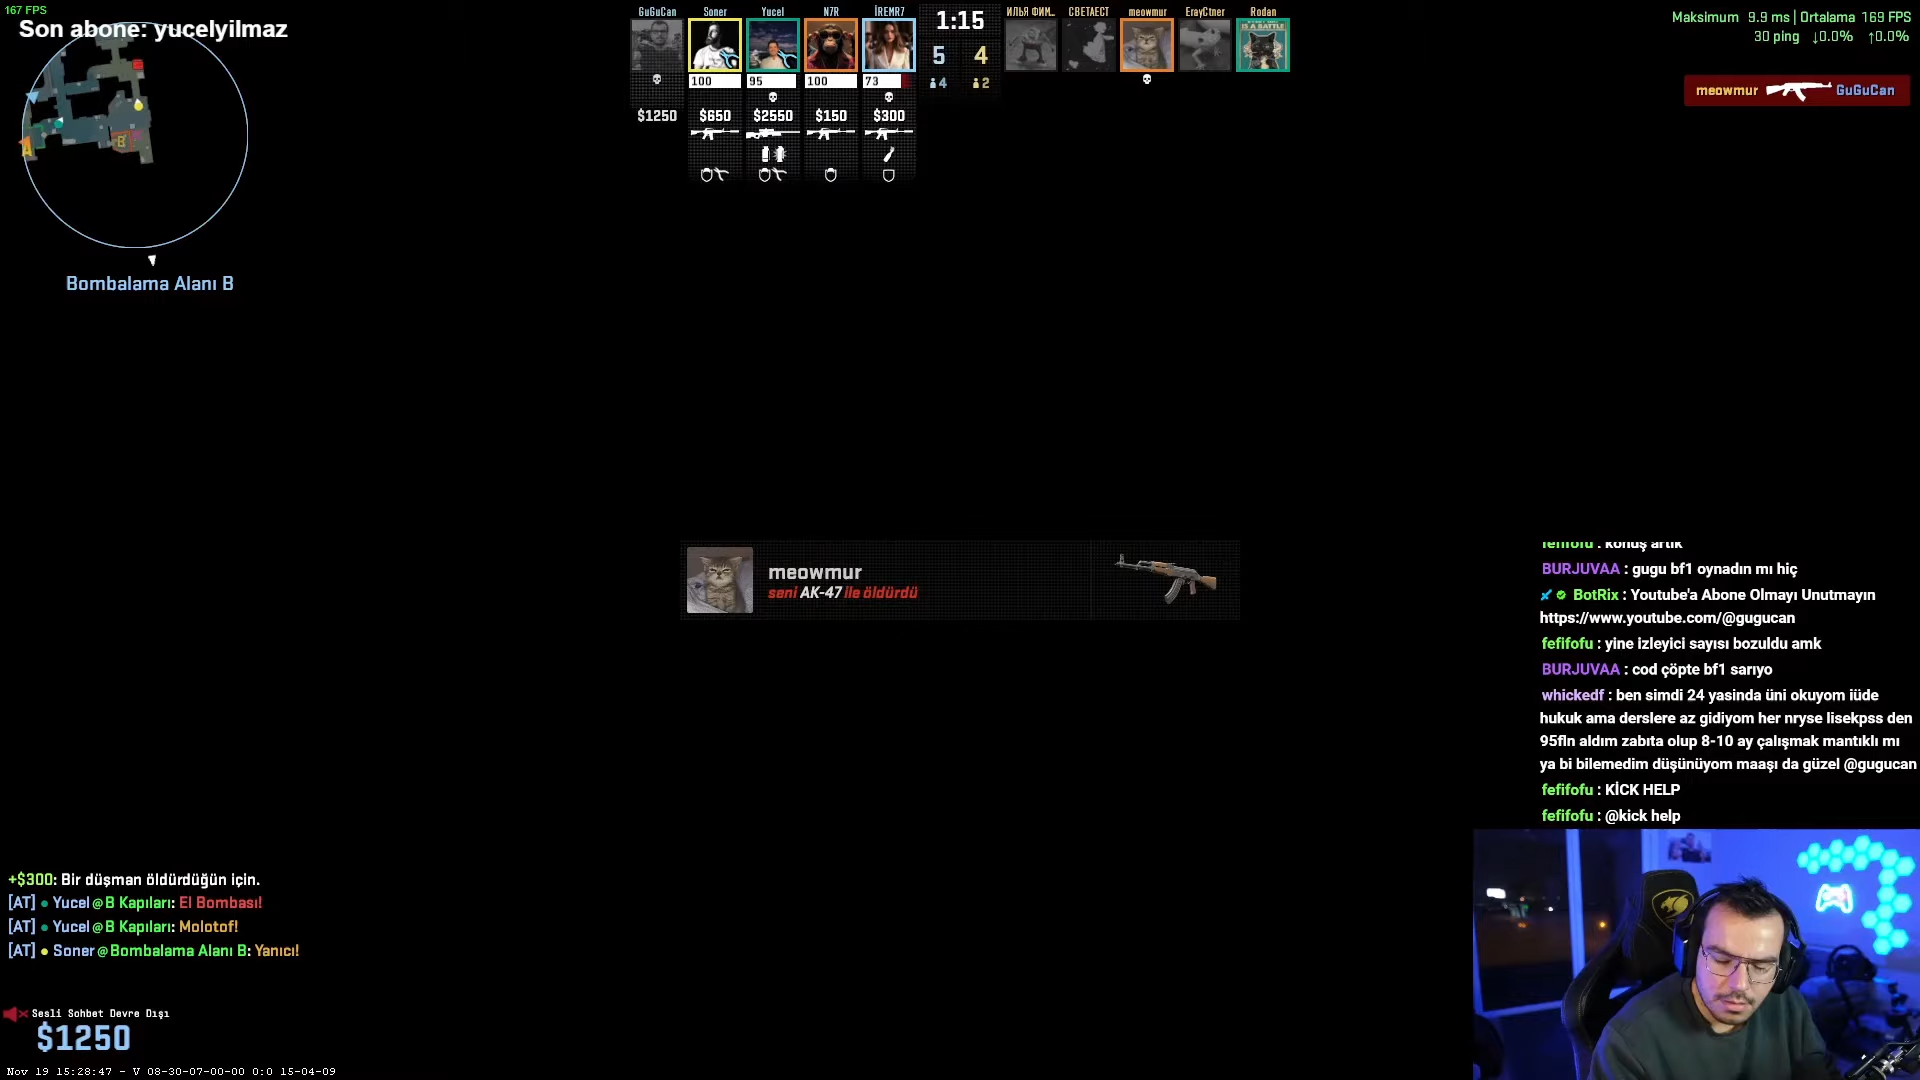 167 FPS
Son abone: yucelyilmaz
A
B
Bombalama Alanı B
GuGuCan
Soner
Yucel
N7R
İREMR7
100
95
100
73
$1250
$650
$2550
$150
$300
1:15
5
4
4
2
ИЛЬЯ ФИМ...
СВЕТАЕСТ
meowmur
ErayCtner
Rodan
IS A BATTLE
Maksimum 9.9 ms | Ortalama 169 FPS
30 ping ↓0.0% ↑0.0%
meowmur GuGuCan
meowmur
seni AK-47 ile öldürdü
fefifofu : konuş artık
BURJUVAA : gugu bf1 oynadın mı hiç
BotRix : Youtube'a Abone Olmayı Unutmayın
https://www.youtube.com/@gugucan
fefifofu : yine izleyici sayısı bozuldu amk
BURJUVAA : cod çöpte bf1 sarıyo
whickedf : ben simdi 24 yasinda üni okuyom iüde
hukuk ama derslere az gidiyom her nryse lisekpss den
95fln aldım zabıta olup 8-10 ay çalışmak mantıklı mı
ya bi bilemedim düşünüyom maaşı da güzel @gugucan
fefifofu : KİCK HELP
fefifofu : @kick help
+$300: Bir düşman öldürdüğün için.
[AT] ● Yucel@B Kapıları: El Bombası!
[AT] ● Yucel@B Kapıları: Molotof!
[AT] ● Soner@Bombalama Alanı B: Yanıcı!
Sesli Sohbet Devre Dışı
$1250
Nov 19 15:28:47 - V 08-30-07-00-00 0:0 15-04-09